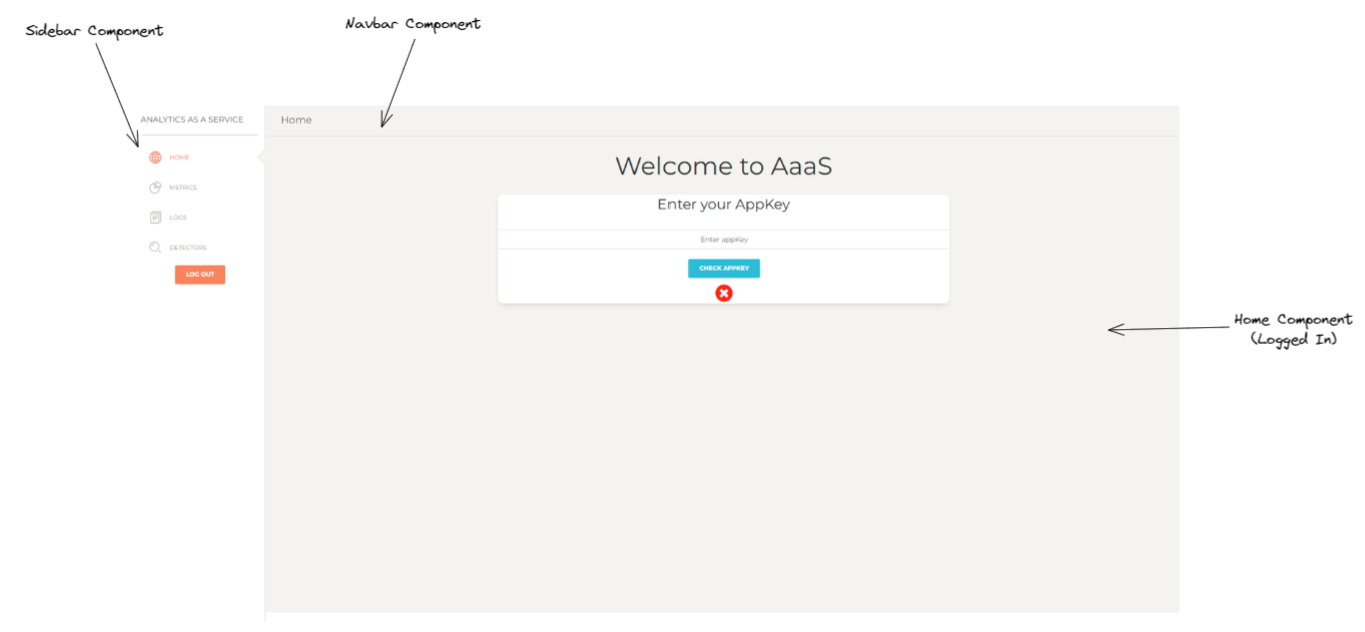 Sidebar Component
Navbar Component
ANALYTICS AS A SERVICE
Home
HOME
METRICS
LOGS
DETECTORS
LOG OUT
Welcome to AaaS
Enter your AppKey
Enter appKey
CHECK APPKEY
Home Component
(Logged In)